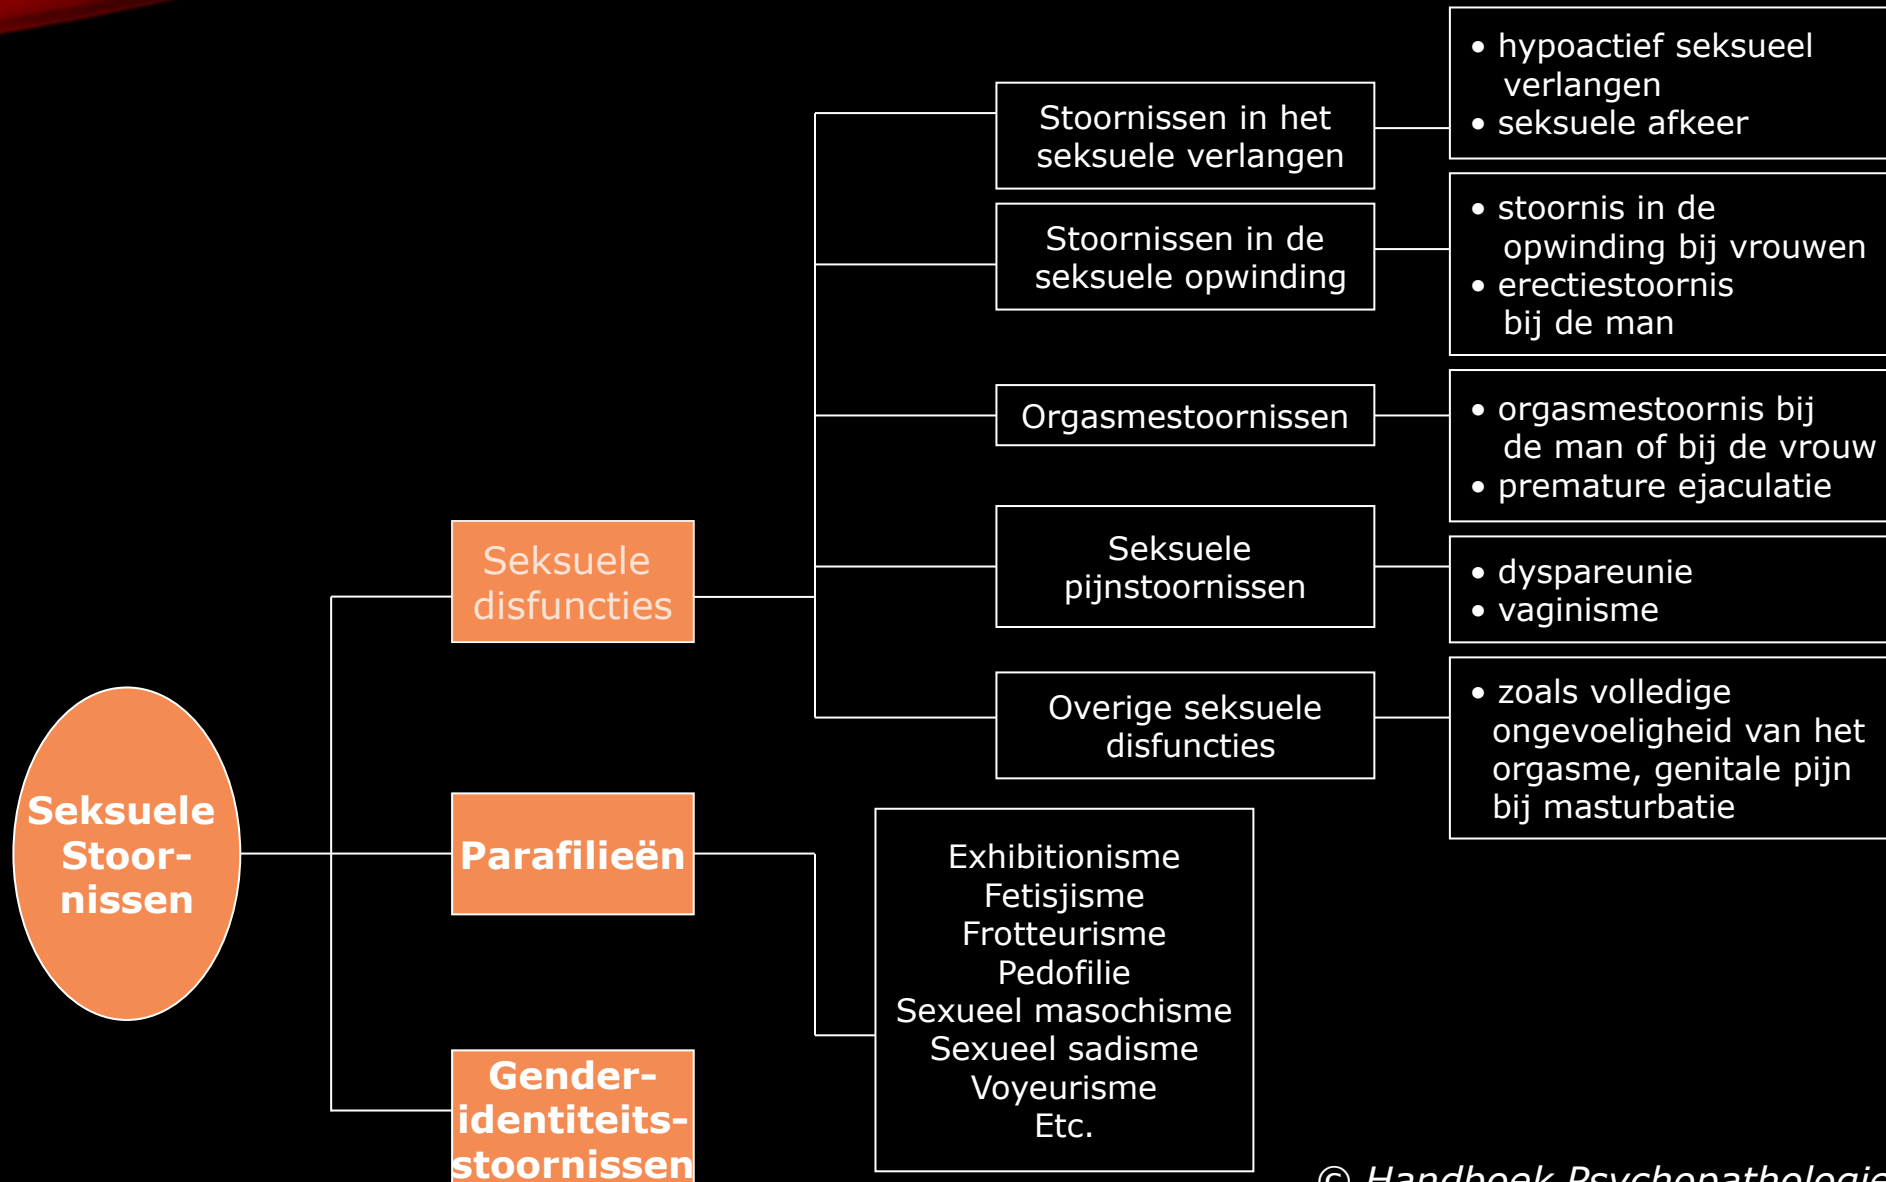 • hypoactief seksueel
verlangen
• seksuele afkeer
Stoornissen in het
seksuele verlangen
• stoornis in de
opwinding bij vrouwen
• erectiestoornis
bij de man
Stoornissen in de
seksuele opwinding
• orgasmestoornis bij
de man of bij de vrouw
• premature ejaculatie
Orgasmestoornissen
Seksuele
pijnstoornissen
• dyspareunie
• vaginisme
Seksuele
disfuncties
Overige seksuele
disfuncties
• zoals volledige
ongevoeligheid van het
orgasme, genitale pijn
bij masturbatie
Seksuele
Stoor-
nissen
Parafilieën
Exhibitionisme
Fetisjisme
Frotteurisme
Pedofilie
Sexueel masochisme
Sexueel sadisme
Voyeurisme
Etc.
Gender-
identiteits-
stoornissen
© Handboek Psychopathologie